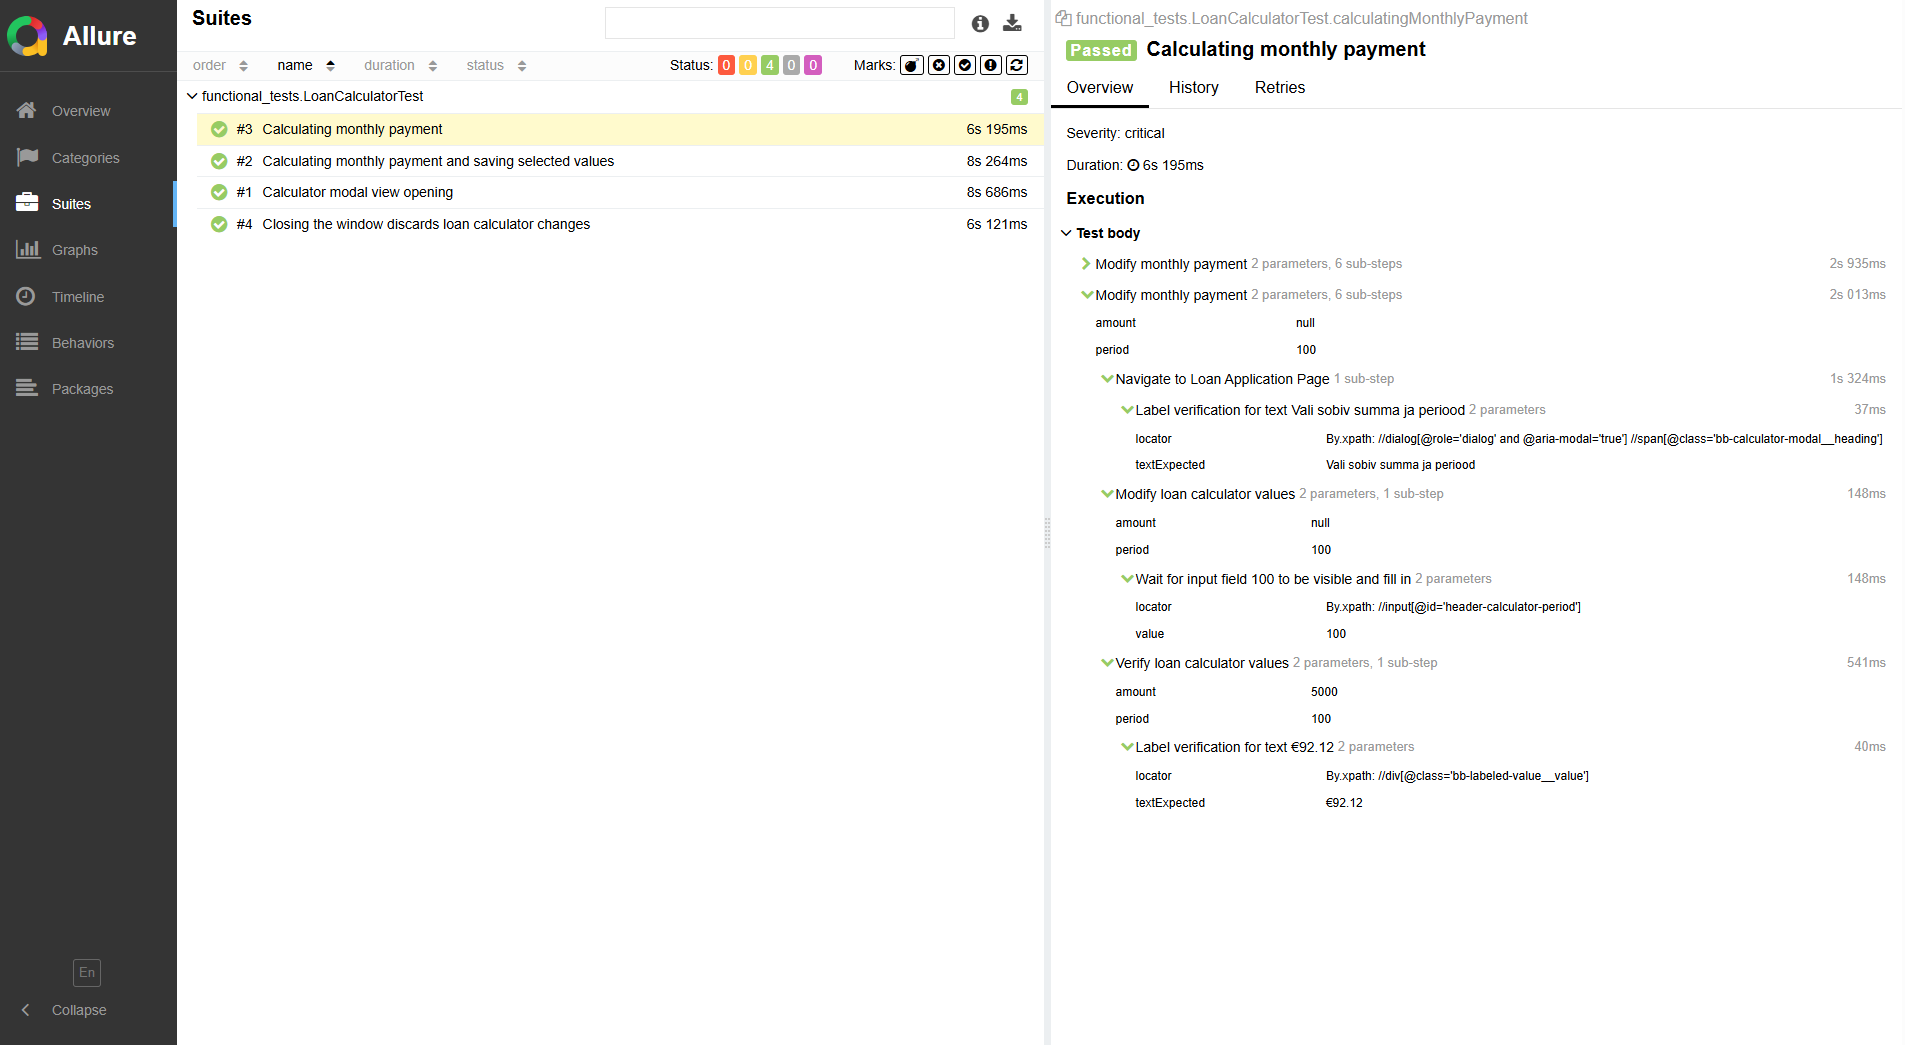 Allure
Overview
Categories
Suites
Graphs
Timeline
Behaviors
Packages
En
Collapse
Suites
order name duration status Status: 0 0 4 0 0 Marks:
functional_tests.LoanCalculatorTest 4
#3 Calculating monthly payment 6s 195ms
#2 Calculating monthly payment and saving selected values 8s 264ms
#1 Calculator modal view opening 8s 686ms
#4 Closing the window discards loan calculator changes 6s 121ms
functional_tests.LoanCalculatorTest.calculatingMonthlyPayment
Passed Calculating monthly payment
Overview History Retries
Severity: critical
Duration: 6s 195ms
Execution
Test body
Modify monthly payment 2 parameters, 6 sub-steps 2s 935ms
Modify monthly payment 2 parameters, 6 sub-steps 2s 013ms
amount null
period 100
Navigate to Loan Application Page 1 sub-step 1s 324ms
Label verification for text Vali sobiv summa ja periood 2 parameters 37ms
locator By.xpath: //dialog[@role='dialog' and @aria-modal='true'] //span[@class='bb-calculator-modal__heading']
textExpected Vali sobiv summa ja periood
Modify loan calculator values 2 parameters, 1 sub-step 148ms
amount null
period 100
Wait for input field 100 to be visible and fill in 2 parameters 148ms
locator By.xpath: //input[@id='header-calculator-period']
value 100
Verify loan calculator values 2 parameters, 1 sub-step 541ms
amount 5000
period 100
Label verification for text €92.12 2 parameters 40ms
locator By.xpath: //div[@class='bb-labeled-value__value']
textExpected €92.12